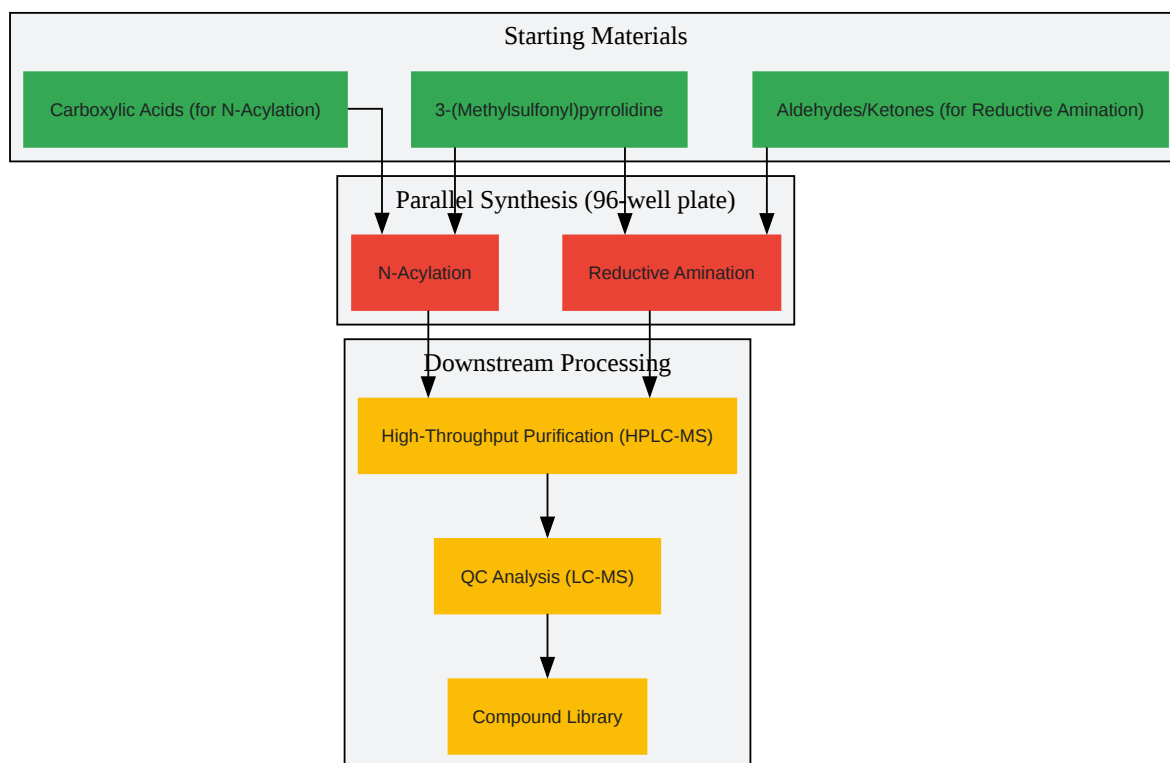 Starting Materials
Carboxylic Acids (for N-Acylation)
3-(Methylsulfonyl)pyrrolidine
Aldehydes/Ketones (for Reductive Amination)
Parallel Synthesis (96-well plate)
N-Acylation
Reductive Amination
Downstream Processing
High-Throughput Purification (HPLC-MS)
QC Analysis (LC-MS)
Compound Library